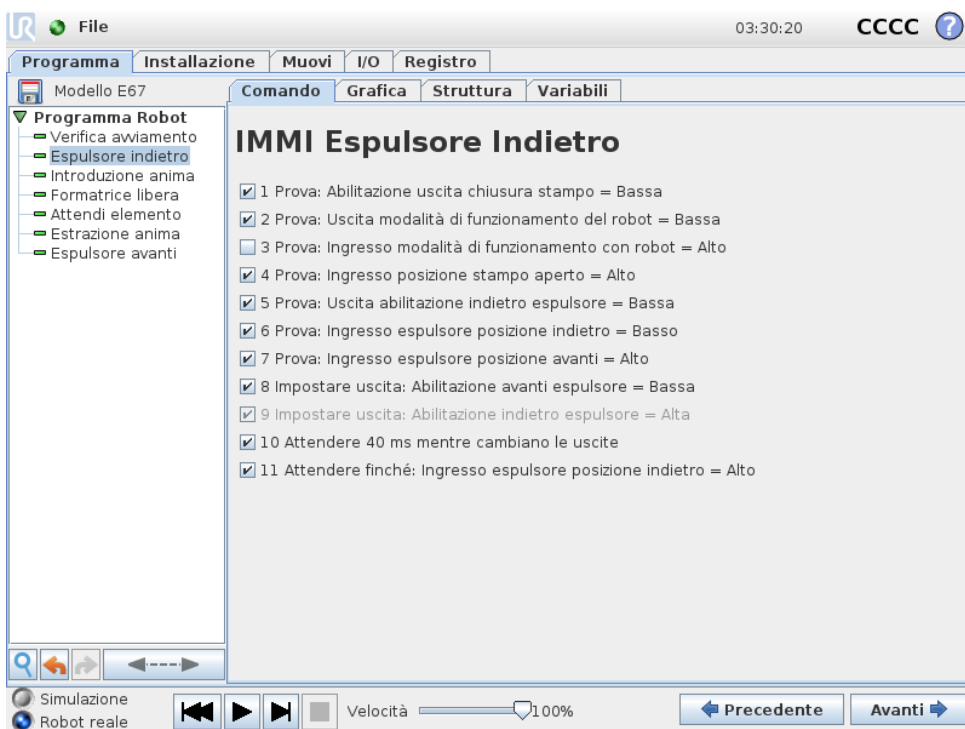 UR File 03:30:20 CCCC ?
Programma Installazione Muovi I/O Registro
Modello E67
Comando Grafica Struttura Variabili
Programma Robot
Verifica avviamento
Espulsore indietro
Introduzione anima
Formatrice libera
Attendi elemento
Estrazione anima
Espulsore avanti
IMMI Espulsore Indietro
1 Prova: Abilitazione uscita chiusura stampo = Bassa
2 Prova: Uscita modalità di funzionamento del robot = Bassa
3 Prova: Ingresso modalità di funzionamento con robot = Alto
4 Prova: Ingresso posizione stampo aperto = Alto
5 Prova: Uscita abilitazione indietro espulsore = Bassa
6 Prova: Ingresso espulsore posizione indietro = Basso
7 Prova: Ingresso espulsore posizione avanti = Alto
8 Impostare uscita: Abilitazione avanti espulsore = Bassa
9 Impostare uscita: Abilitazione indietro espulsore = Alta
10 Attendere 40 ms mentre cambiano le uscite
11 Attendere finché: Ingresso espulsore posizione indietro = Alto
Simulazione
Robot reale
Velocità 100%
Precedente
Avanti